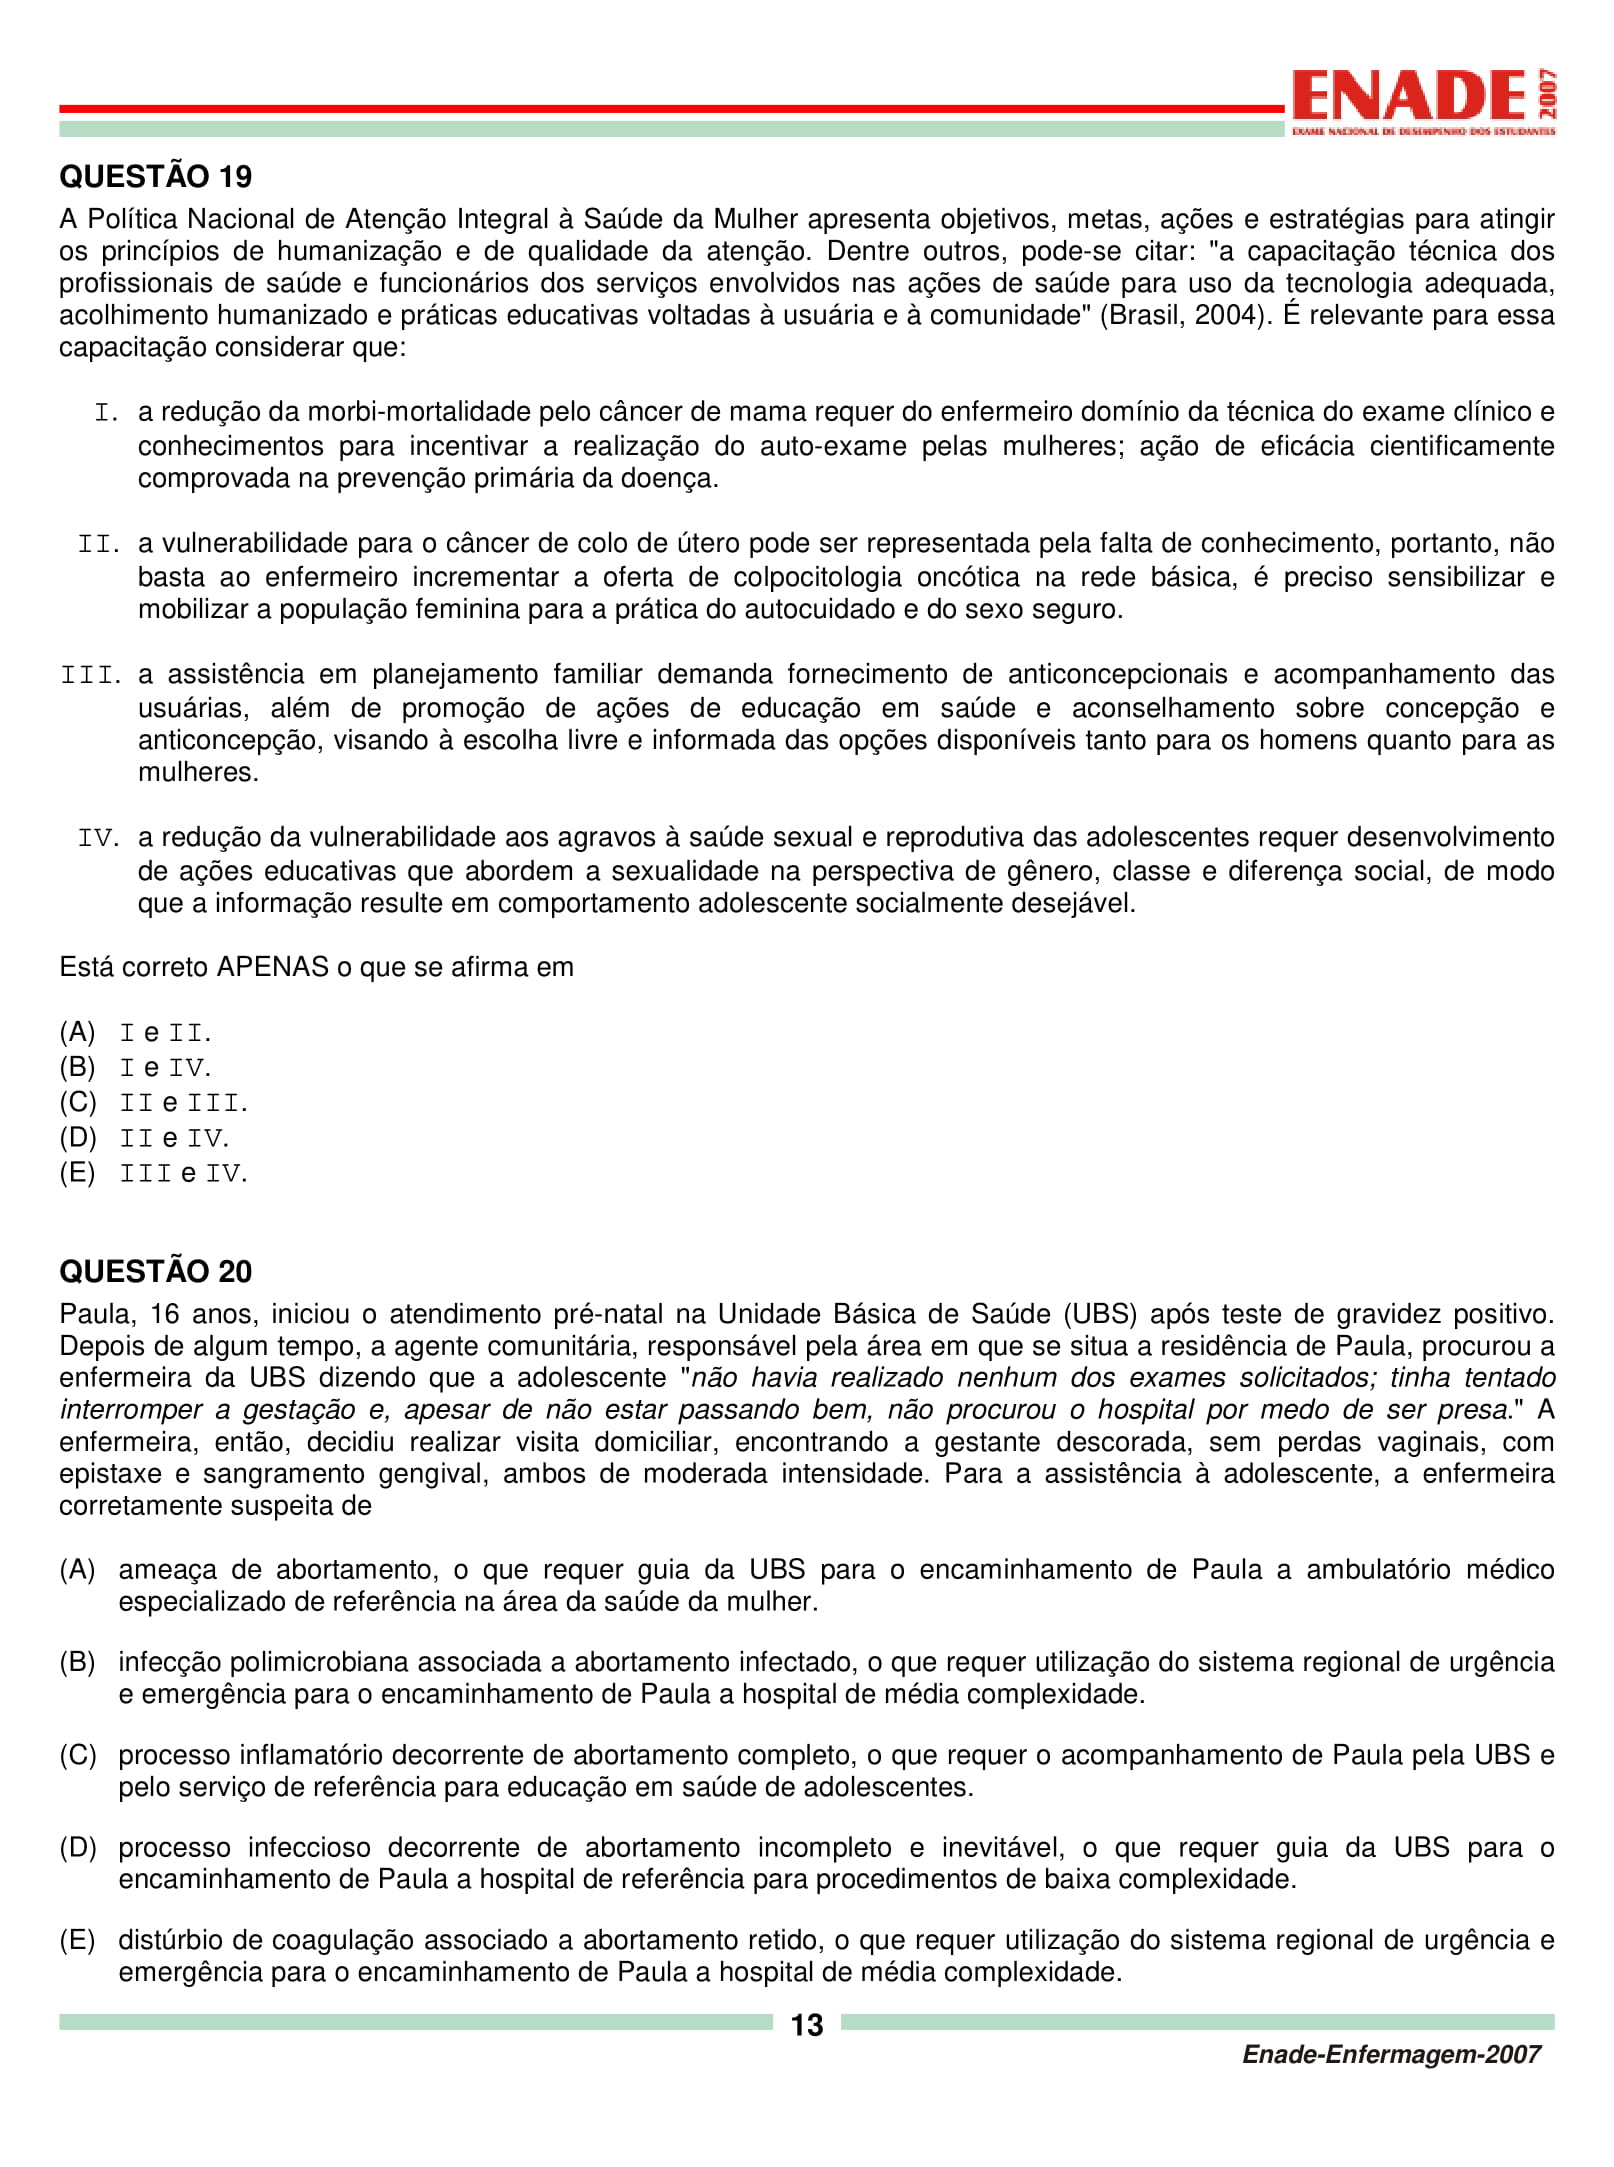 ENADE 2007
EXAME NACIONAL DE DESEMPENHO DOS ESTUDANTES
QUESTÃO 19
A Política Nacional de Atenção Integral à Saúde da Mulher apresenta objetivos, metas, ações e estratégias para atingir
os princípios de humanização e de qualidade da atenção. Dentre outros, pode-se citar: "a capacitação técnica dos
profissionais de saúde e funcionários dos serviços envolvidos nas ações de saúde para uso da tecnologia adequada,
acolhimento humanizado e práticas educativas voltadas à usuária e à comunidade" (Brasil, 2004). É relevante para essa
capacitação considerar que:
I. a redução da morbi-mortalidade pelo câncer de mama requer do enfermeiro domínio da técnica do exame clínico e
conhecimentos para incentivar a realização do auto-exame pelas mulheres; ação de eficácia cientificamente
comprovada na prevenção primária da doença.
II. a vulnerabilidade para o câncer de colo de útero pode ser representada pela falta de conhecimento, portanto, não
basta ao enfermeiro incrementar a oferta de colpocitologia oncótica na rede básica, é preciso sensibilizar e
mobilizar a população feminina para a prática do autocuidado e do sexo seguro.
III. a assistência em planejamento familiar demanda fornecimento de anticoncepcionais e acompanhamento das
usuárias, além de promoção de ações de educação em saúde e aconselhamento sobre concepção e
anticoncepção, visando à escolha livre e informada das opções disponíveis tanto para os homens quanto para as
mulheres.
IV. a redução da vulnerabilidade aos agravos à saúde sexual e reprodutiva das adolescentes requer desenvolvimento
de ações educativas que abordem a sexualidade na perspectiva de gênero, classe e diferença social, de modo
que a informação resulte em comportamento adolescente socialmente desejável.
Está correto APENAS o que se afirma em
(A) I e II.
(B) I e IV.
(C) II e III.
(D) II e IV.
(E) III e IV.
QUESTÃO 20
Paula, 16 anos, iniciou o atendimento pré-natal na Unidade Básica de Saúde (UBS) após teste de gravidez positivo.
Depois de algum tempo, a agente comunitária, responsável pela área em que se situa a residência de Paula, procurou a
enfermeira da UBS dizendo que a adolescente "não havia realizado nenhum dos exames solicitados; tinha tentado
interromper a gestação e, apesar de não estar passando bem, não procurou o hospital por medo de ser presa." A
enfermeira, então, decidiu realizar visita domiciliar, encontrando a gestante descorada, sem perdas vaginais, com
epistaxe e sangramento gengival, ambos de moderada intensidade. Para a assistência à adolescente, a enfermeira
corretamente suspeita de
(A) ameaça de abortamento, o que requer guia da UBS para o encaminhamento de Paula a ambulatório médico
especializado de referência na área da saúde da mulher.
(B) infecção polimicrobiana associada a abortamento infectado, o que requer utilização do sistema regional de urgência
e emergência para o encaminhamento de Paula a hospital de média complexidade.
(C) processo inflamatório decorrente de abortamento completo, o que requer o acompanhamento de Paula pela UBS e
pelo serviço de referência para educação em saúde de adolescentes.
(D) processo infeccioso decorrente de abortamento incompleto e inevitável, o que requer guia da UBS para o
encaminhamento de Paula a hospital de referência para procedimentos de baixa complexidade.
(E) distúrbio de coagulação associado a abortamento retido, o que requer utilização do sistema regional de urgência e
emergência para o encaminhamento de Paula a hospital de média complexidade.
13
Enade-Enfermagem-2007